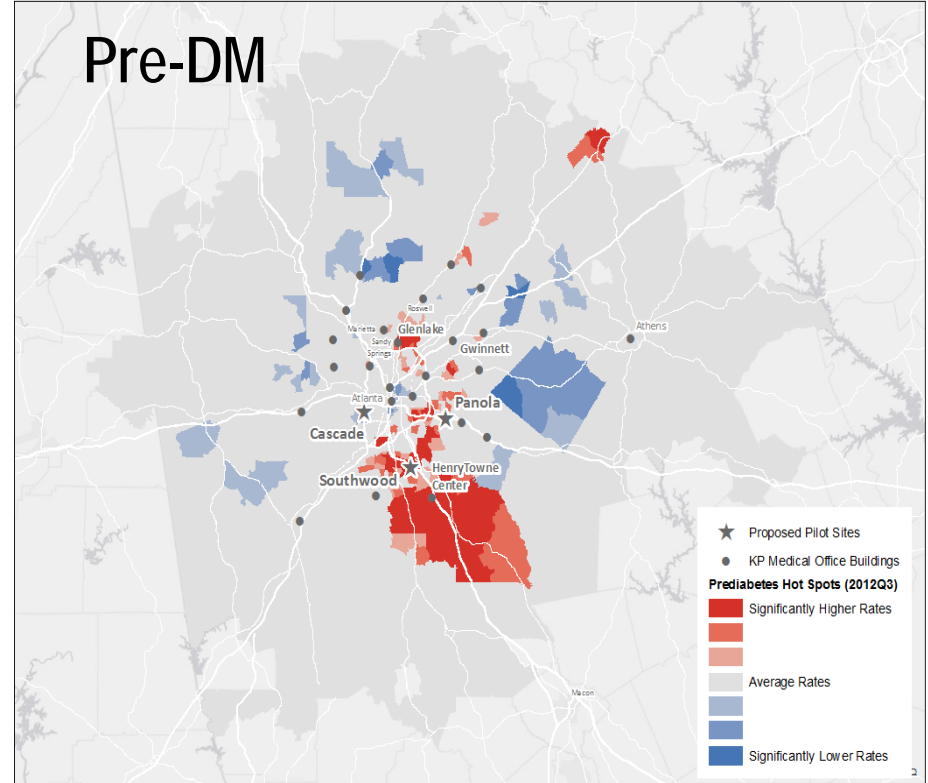 Pre-DM
Roswell
Marietta
Glenlake
Sandy
Springs
Gwinnett
Athens
Atlanta
Panola
Cascade
HenryTowne
Center
Southwood
Macon
Proposed Pilot Sites
KP Medical Office Buildings
Prediabetes Hot Spots (2012Q3)
Significantly Higher Rates
Average Rates
Significantly Lower Rates